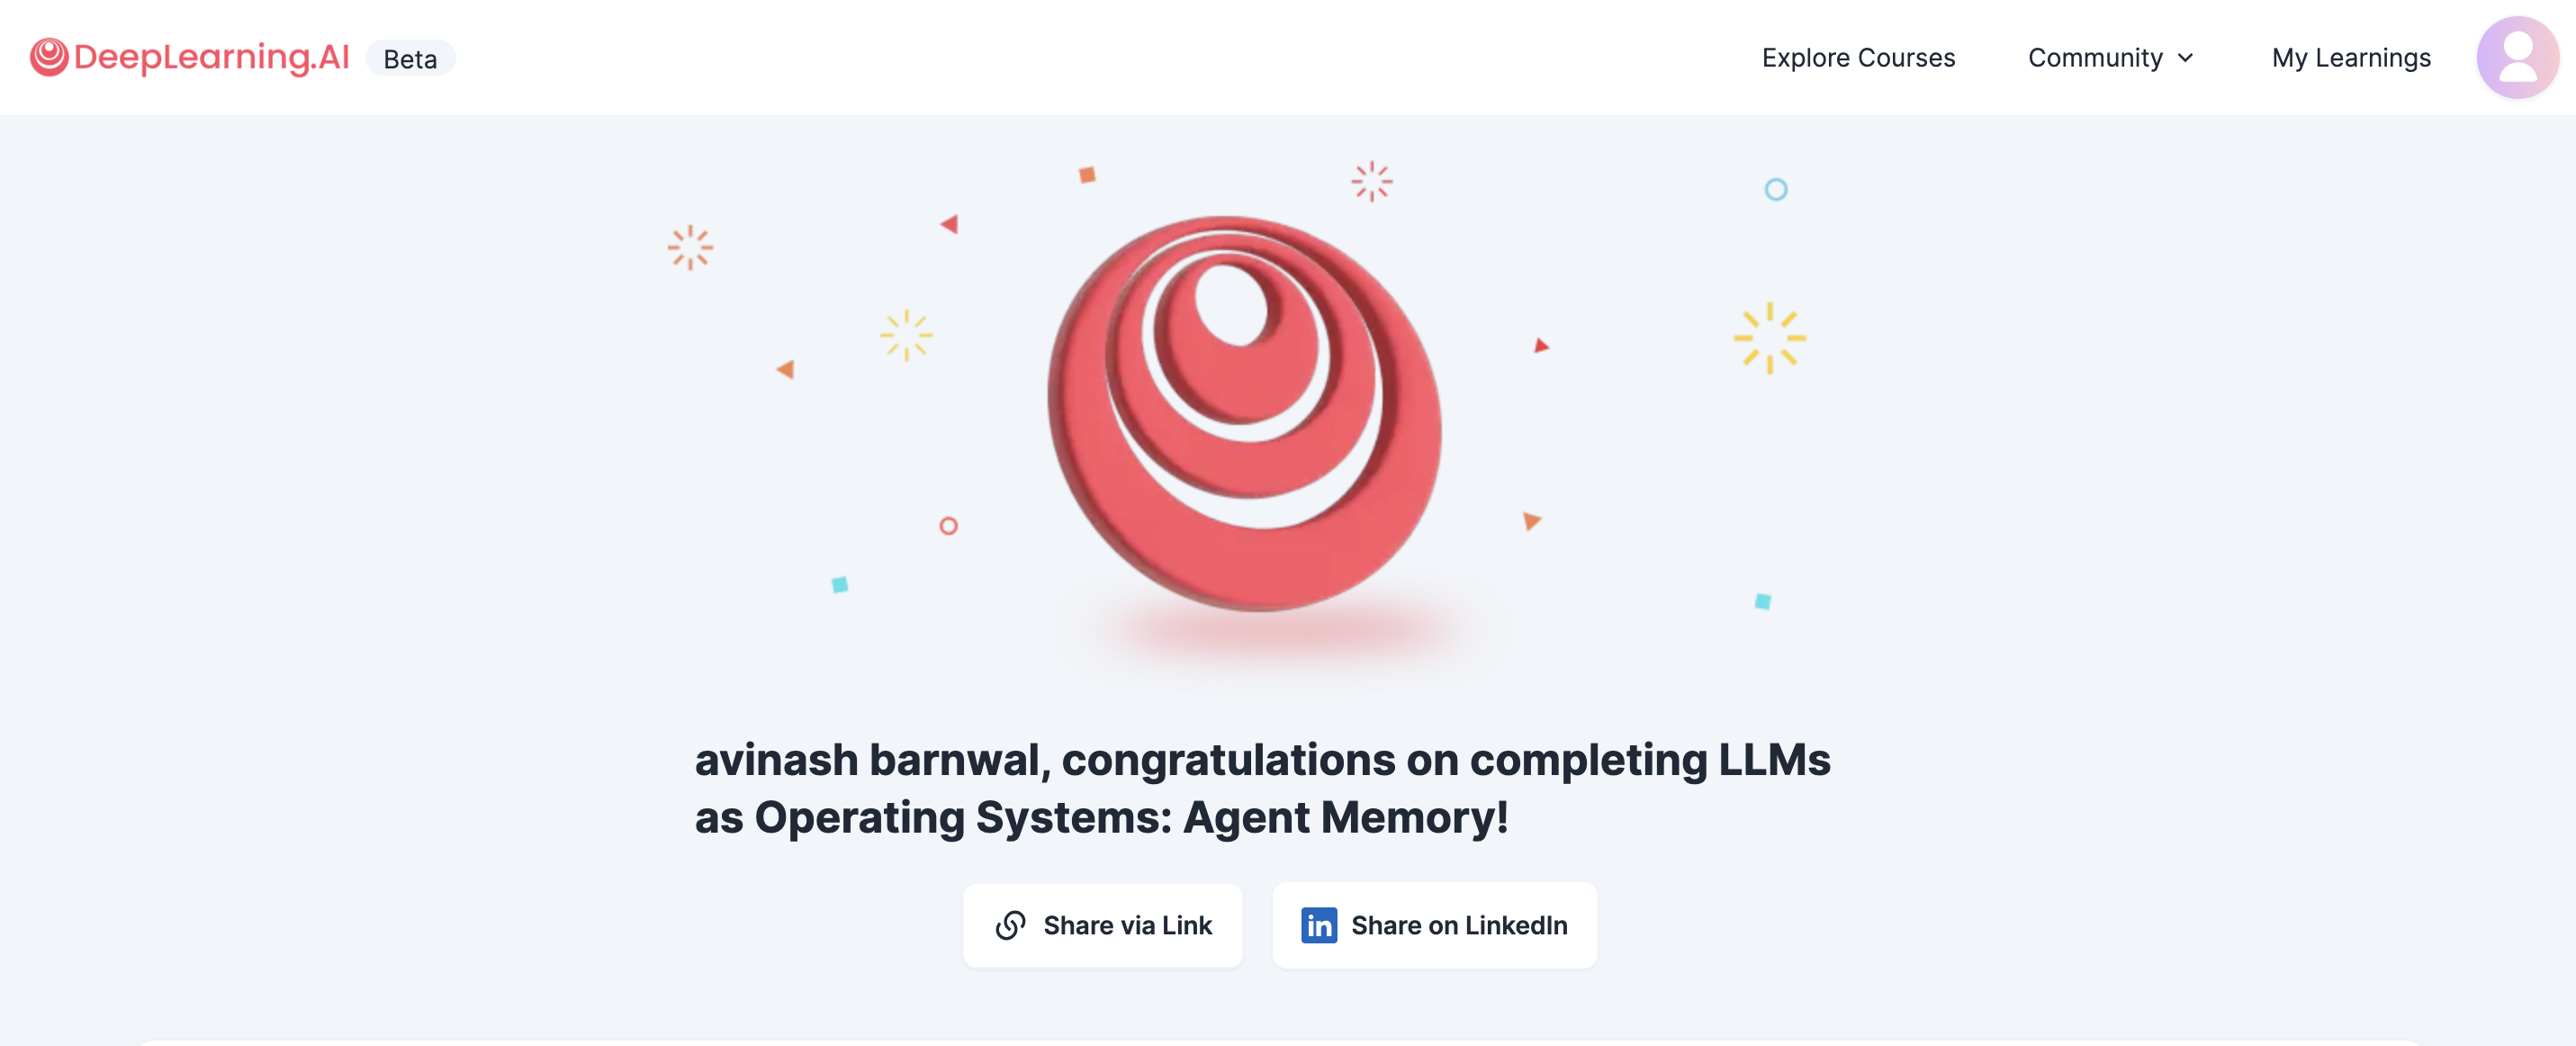 DeepLearning.AI Beta Explore Courses Community My Learnings
avinash barnwal, congratulations on completing LLMs
as Operating Systems: Agent Memory!
Share via Link in Share on LinkedIn